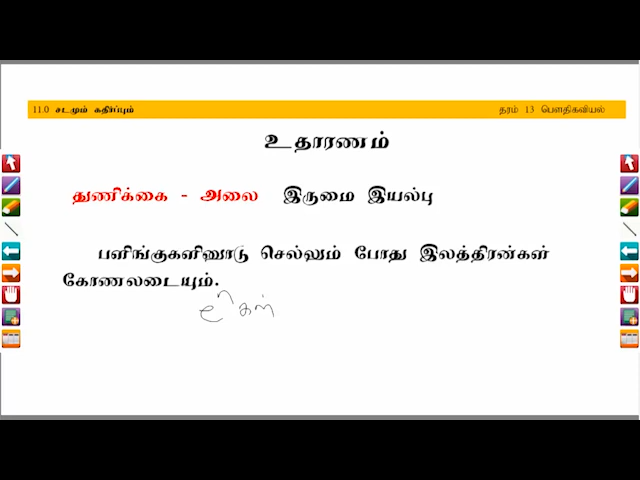 11.0 சடமும் கதிர்ப்பும் தரம் 13 பௌதிகவியல்
உதாரணம்
துணிக்கை - அலை இருமை இயல்பு
பளிங்குகளினூடு செல்லும் போது இலத்திரன்கள்
கோணலடையும்.